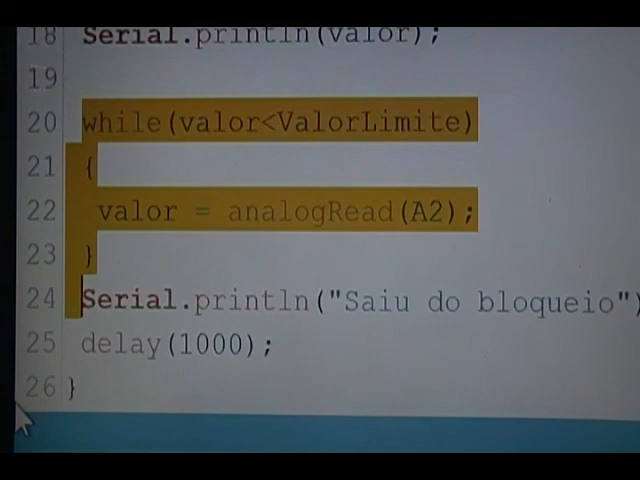 18 Serial.println(valor);
19
20 while(valor<ValorLimite)
21 {
22 valor = analogRead(A2);
23 }
24 Serial.println("Saiu do bloqueio")
25 delay(1000);
26 }